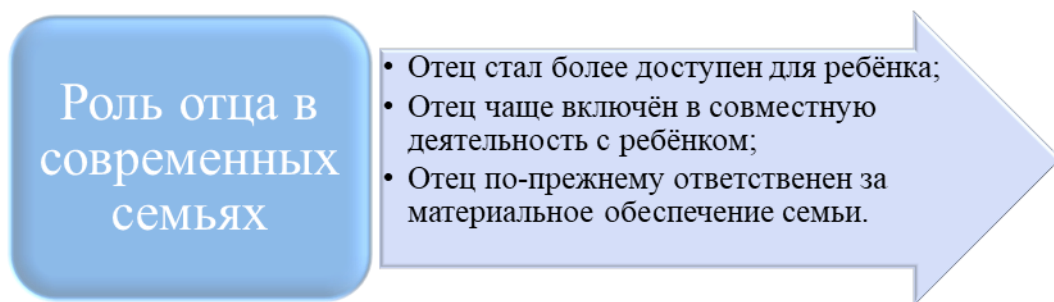 Роль отца в
современных
семьях
• Отец стал более доступен для ребёнка;
• Отец чаще включён в совместную
деятельность с ребёнком;
• Отец по-прежнему ответственен за
материальное обеспечение семьи.